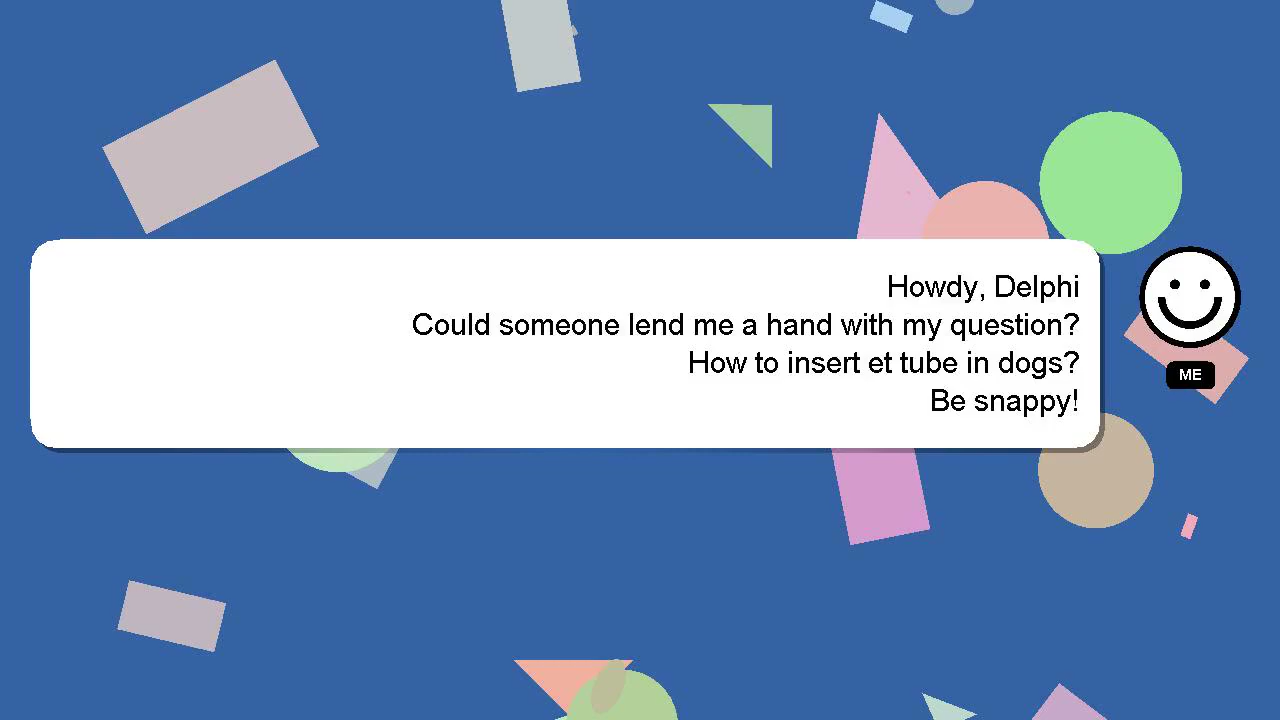 Howdy, Delphi
Could someone lend me a hand with my question?
How to insert et tube in dogs?
Be snappy!
ME